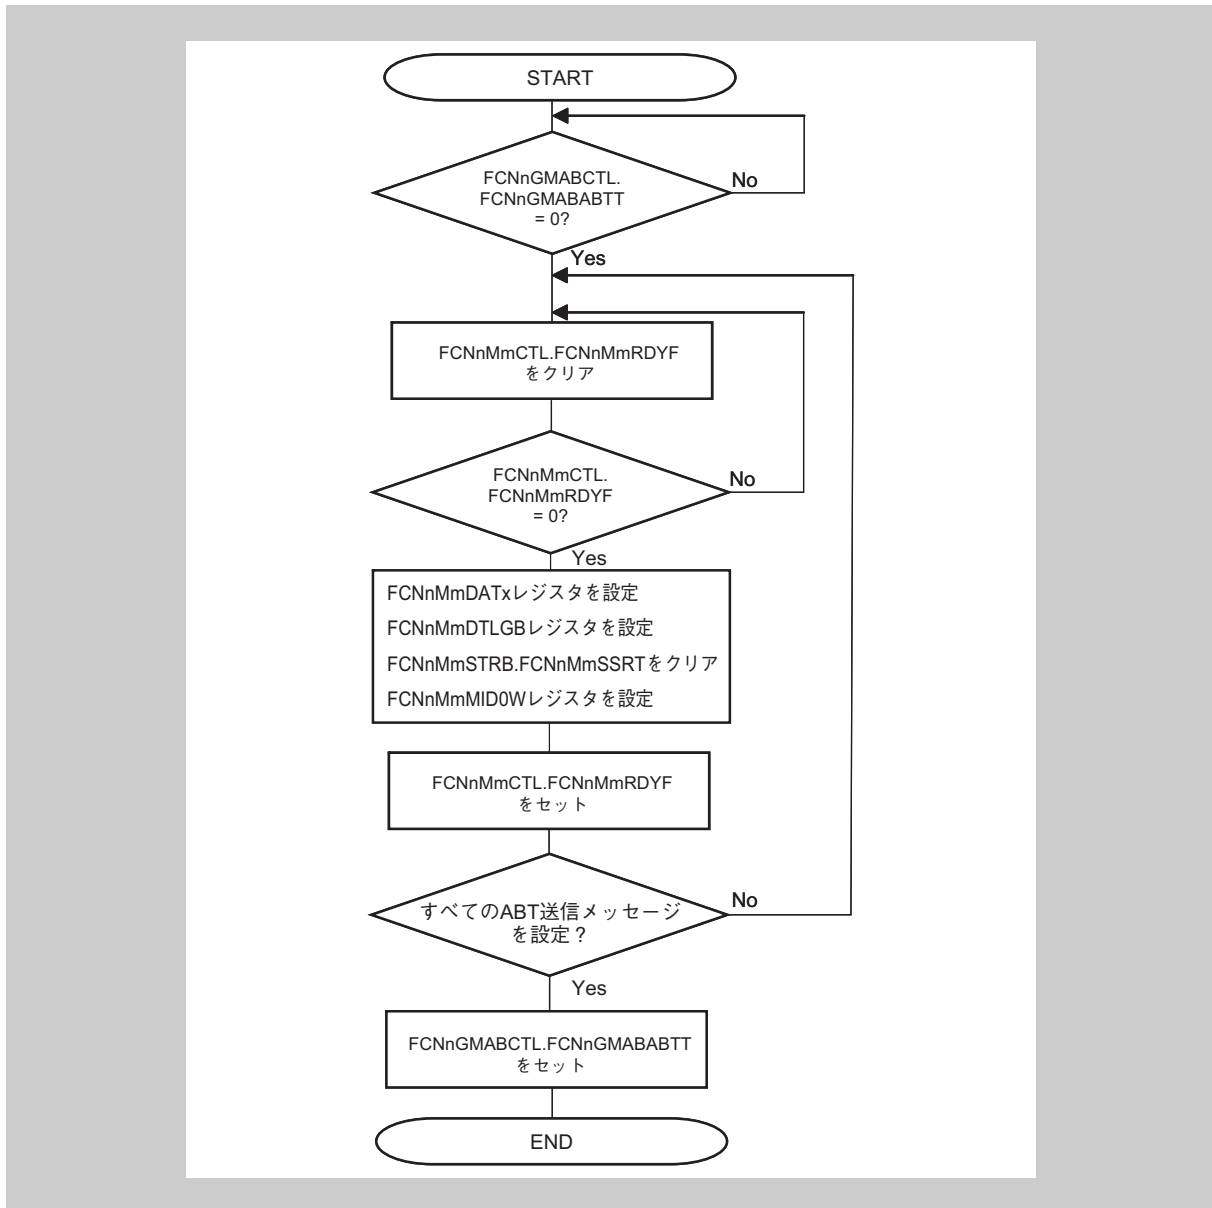 START
FCNnGMABCTL.
FCNnGMABABTT
= 0?
No
Yes
FCNnMmCTL.FCNnMmRDYF
をクリア
FCNnMmCTL.
FCNnMmRDYF
= 0?
No
Yes
FCNnMmDATxレジスタを設定
FCNnMmDTLGBレジスタを設定
FCNnMmSTRB.FCNnMmSSRTをクリア
FCNnMmMID0Wレジスタを設定
FCNnMmCTL.FCNnMmRDYF
をセット
すべてのABT送信メッセージ
を設定？
No
Yes
FCNnGMABCTL.FCNnGMABABTT
をセット
END